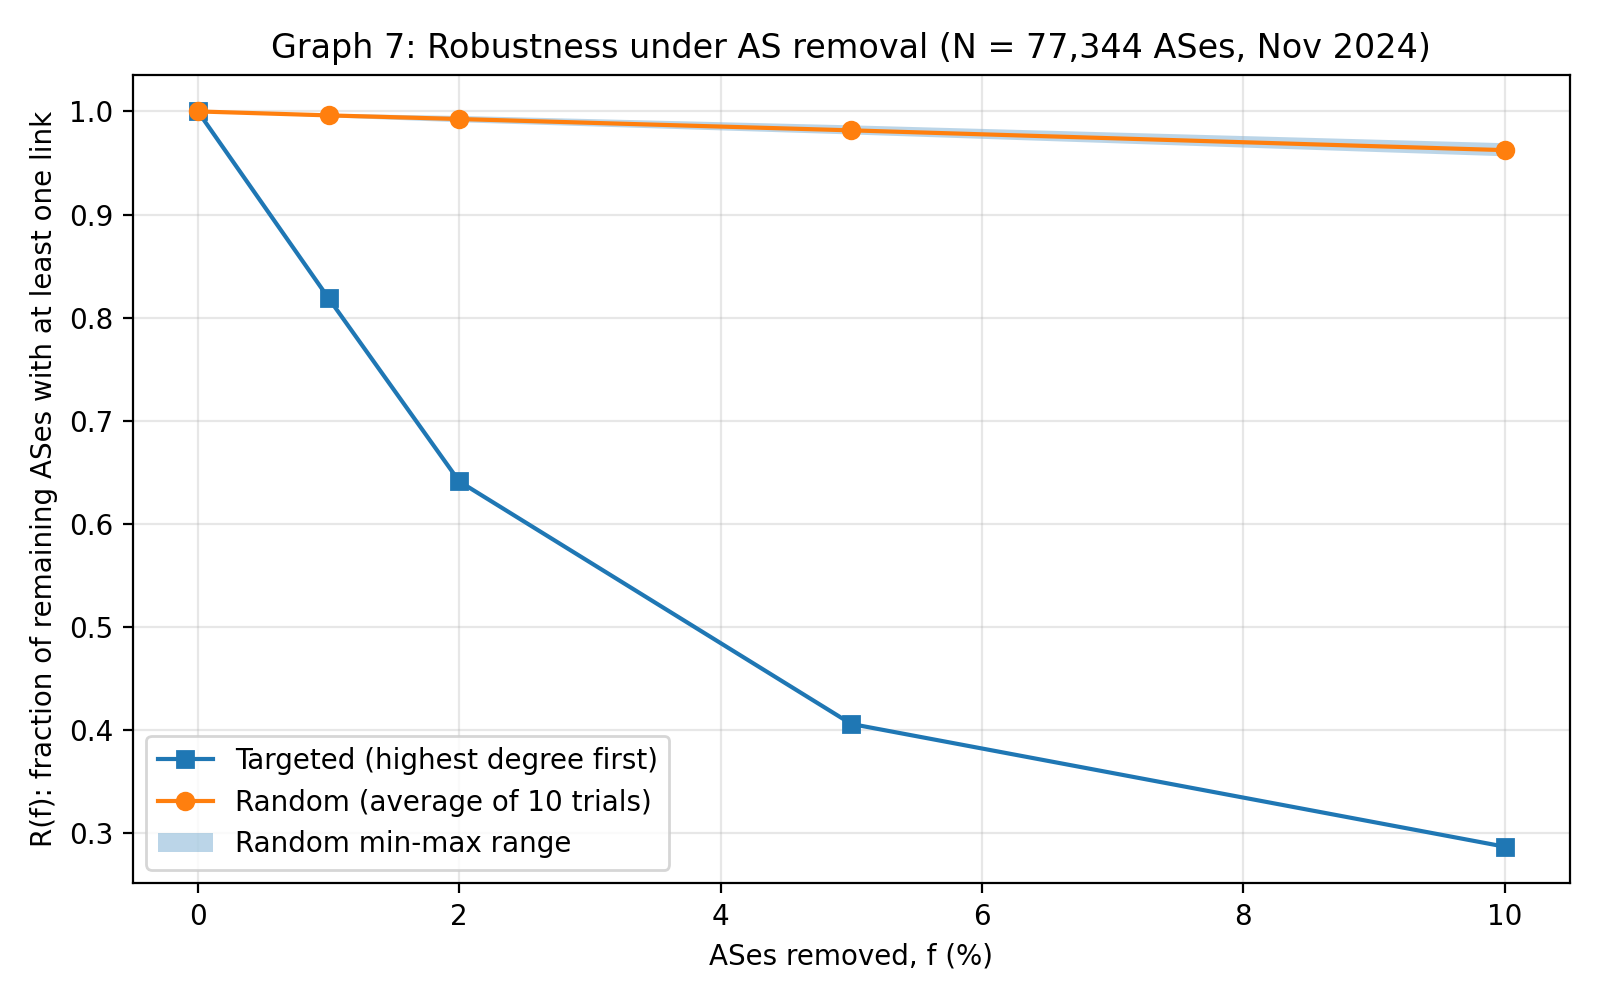 Graph 7: Robustness under AS removal (N = 77,344 ASes, Nov 2024)
R(f): fraction of remaining ASes with at least one link
1.0
0.9
0.8
0.7
0.6
0.5
0.4
0.3
Targeted (highest degree first)
Random (average of 10 trials)
Random min-max range
0 2 4 6 8 10
ASes removed, f (%)